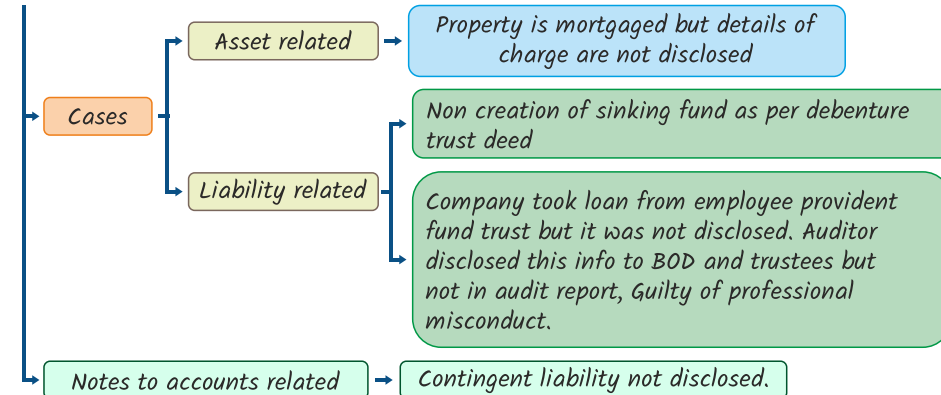 Asset related
Property is mortgaged but details of
charge are not disclosed
Cases
Non creation of sinking fund as per debenture
trust deed
Liability related
Company took loan from employee provident
fund trust but it was not disclosed. Auditor
disclosed this info to BOD and trustees but
not in audit report, Guilty of professional
misconduct.
Notes to accounts related
Contingent liability not disclosed.